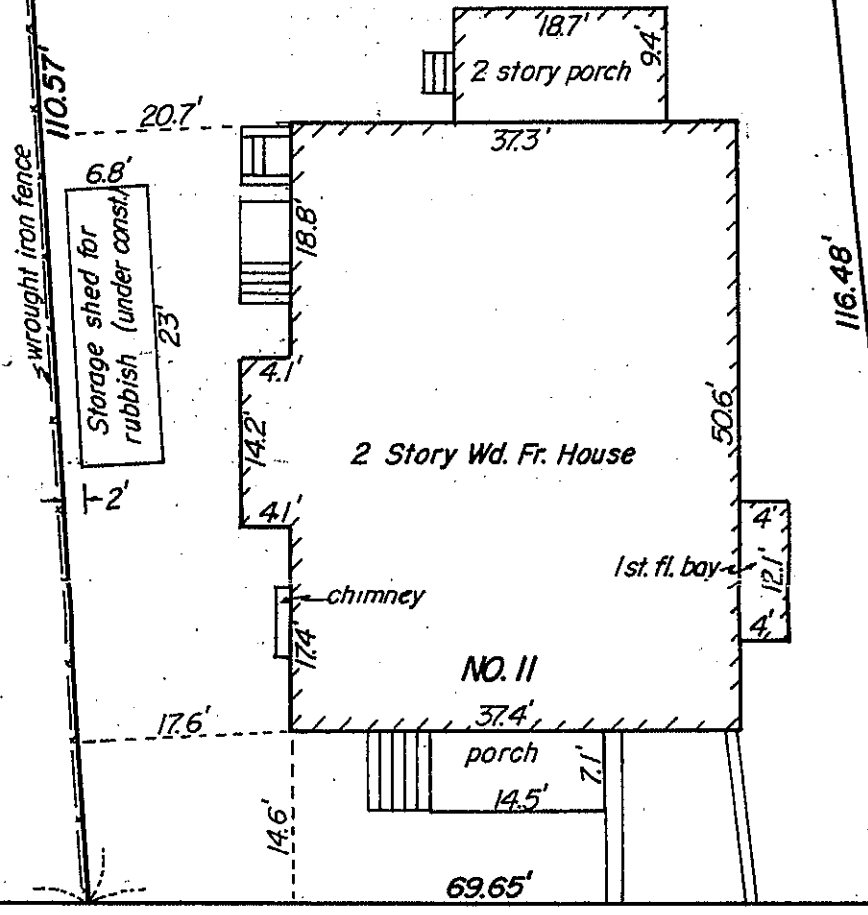 18.7'
9.4'
2 story porch
110.57'
20.7'
37.3'
wrought iron fence
6.8'
Storage shed for
rubbish (under const.)
23'
18.8'
116.48'
4.1'
14.2'
50.6'
2 Story Wd. Fr. House
2'
4.1'
4'
1st. fl. bay
12.1'
4'
chimney
17.4'
NO. 11
37.4'
17.6'
porch
7.1'
14.5'
14.6'
69.65'